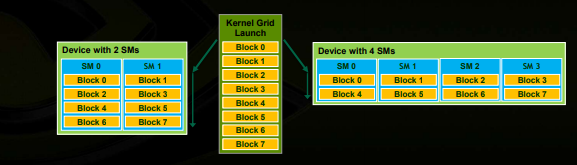 Kernel Grid
Launch
Block 0
Block 1
Block 2
Block 3
Block 4
Block 5
Block 6
Block 7
Device with 2 SMs
SM 0 SM 1
Block 0 Block 1
Block 2 Block 3
Block 4 Block 5
Block 6 Block 7
Device with 4 SMs
SM 0 SM 1 SM 2 SM 3
Block 0 Block 1 Block 2 Block 3
Block 4 Block 5 Block 6 Block 7